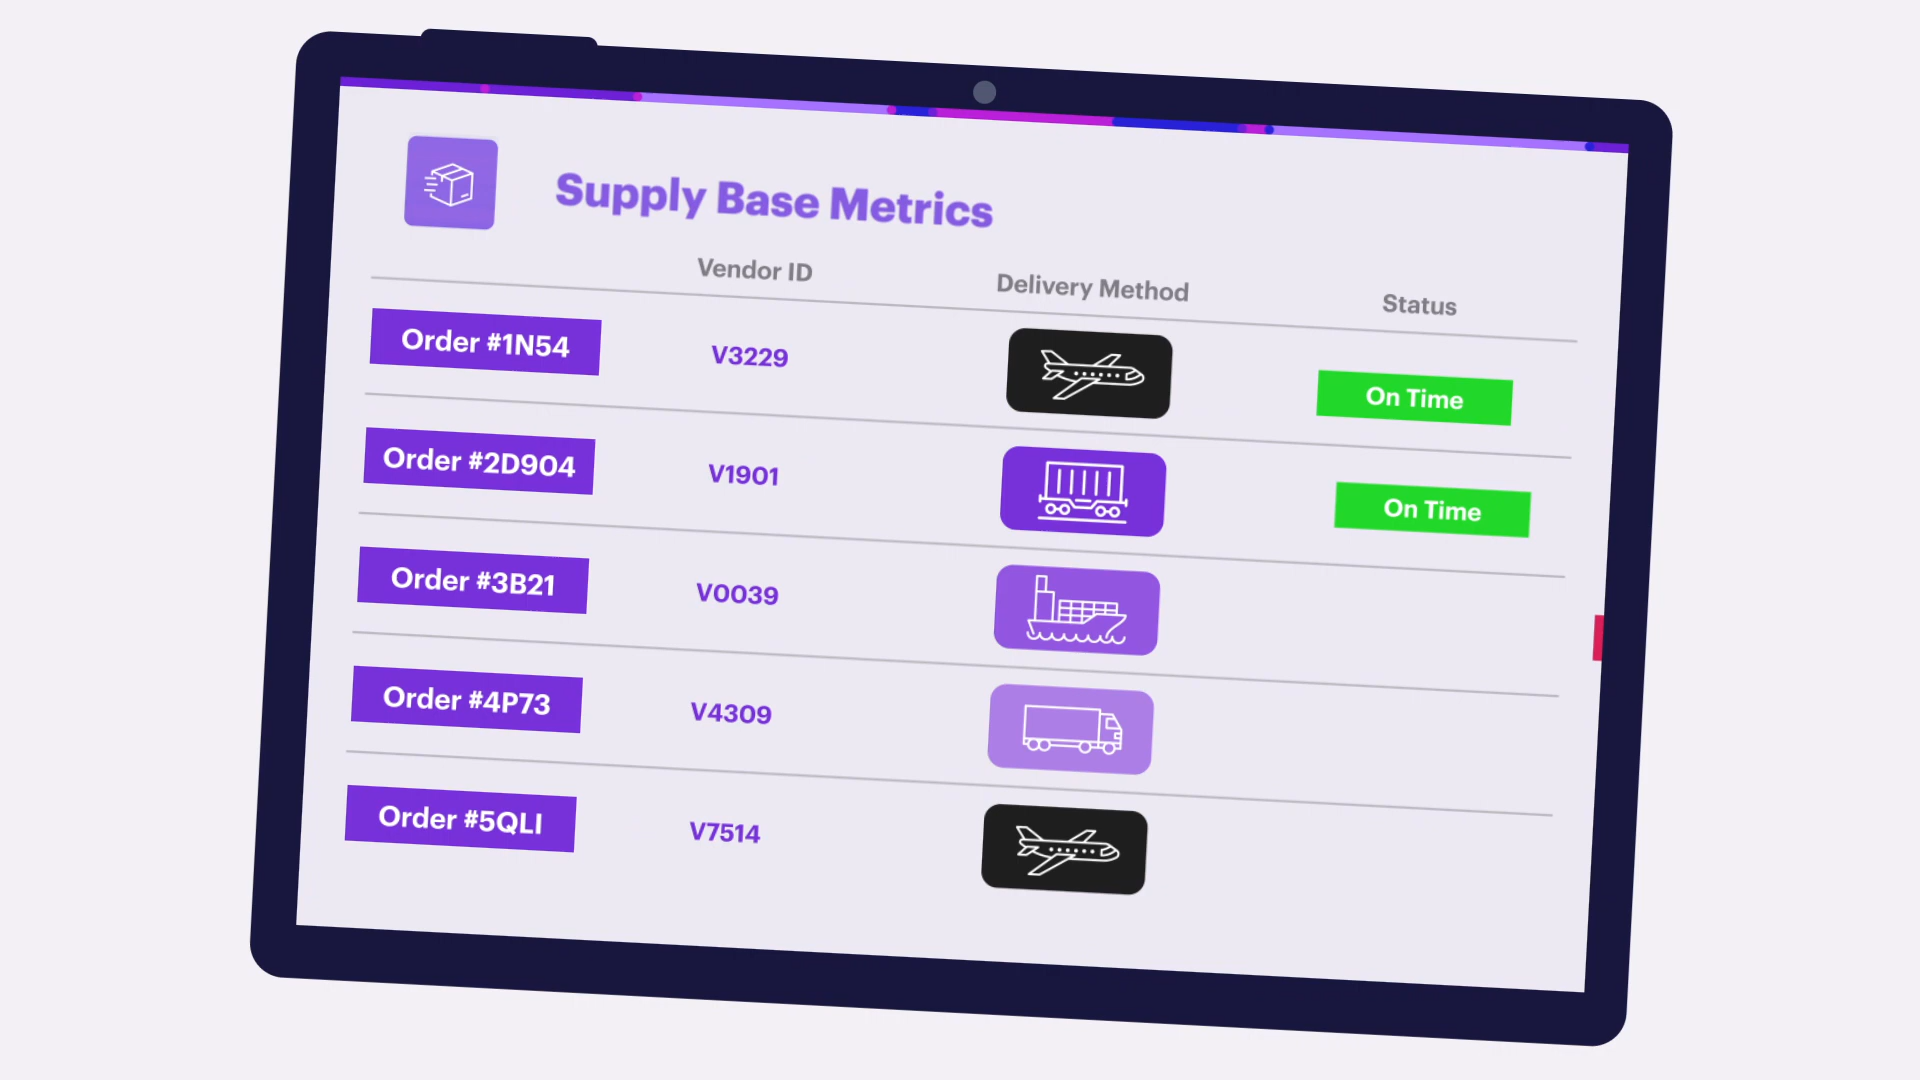 Supply Base Metrics
Vendor ID Delivery Method Status
Order #1N54 V3229 On Time
Order #2D904 V1901 On Time
Order #3B21 V0039
Order #4P73 V4309
Order #5QLI V7514